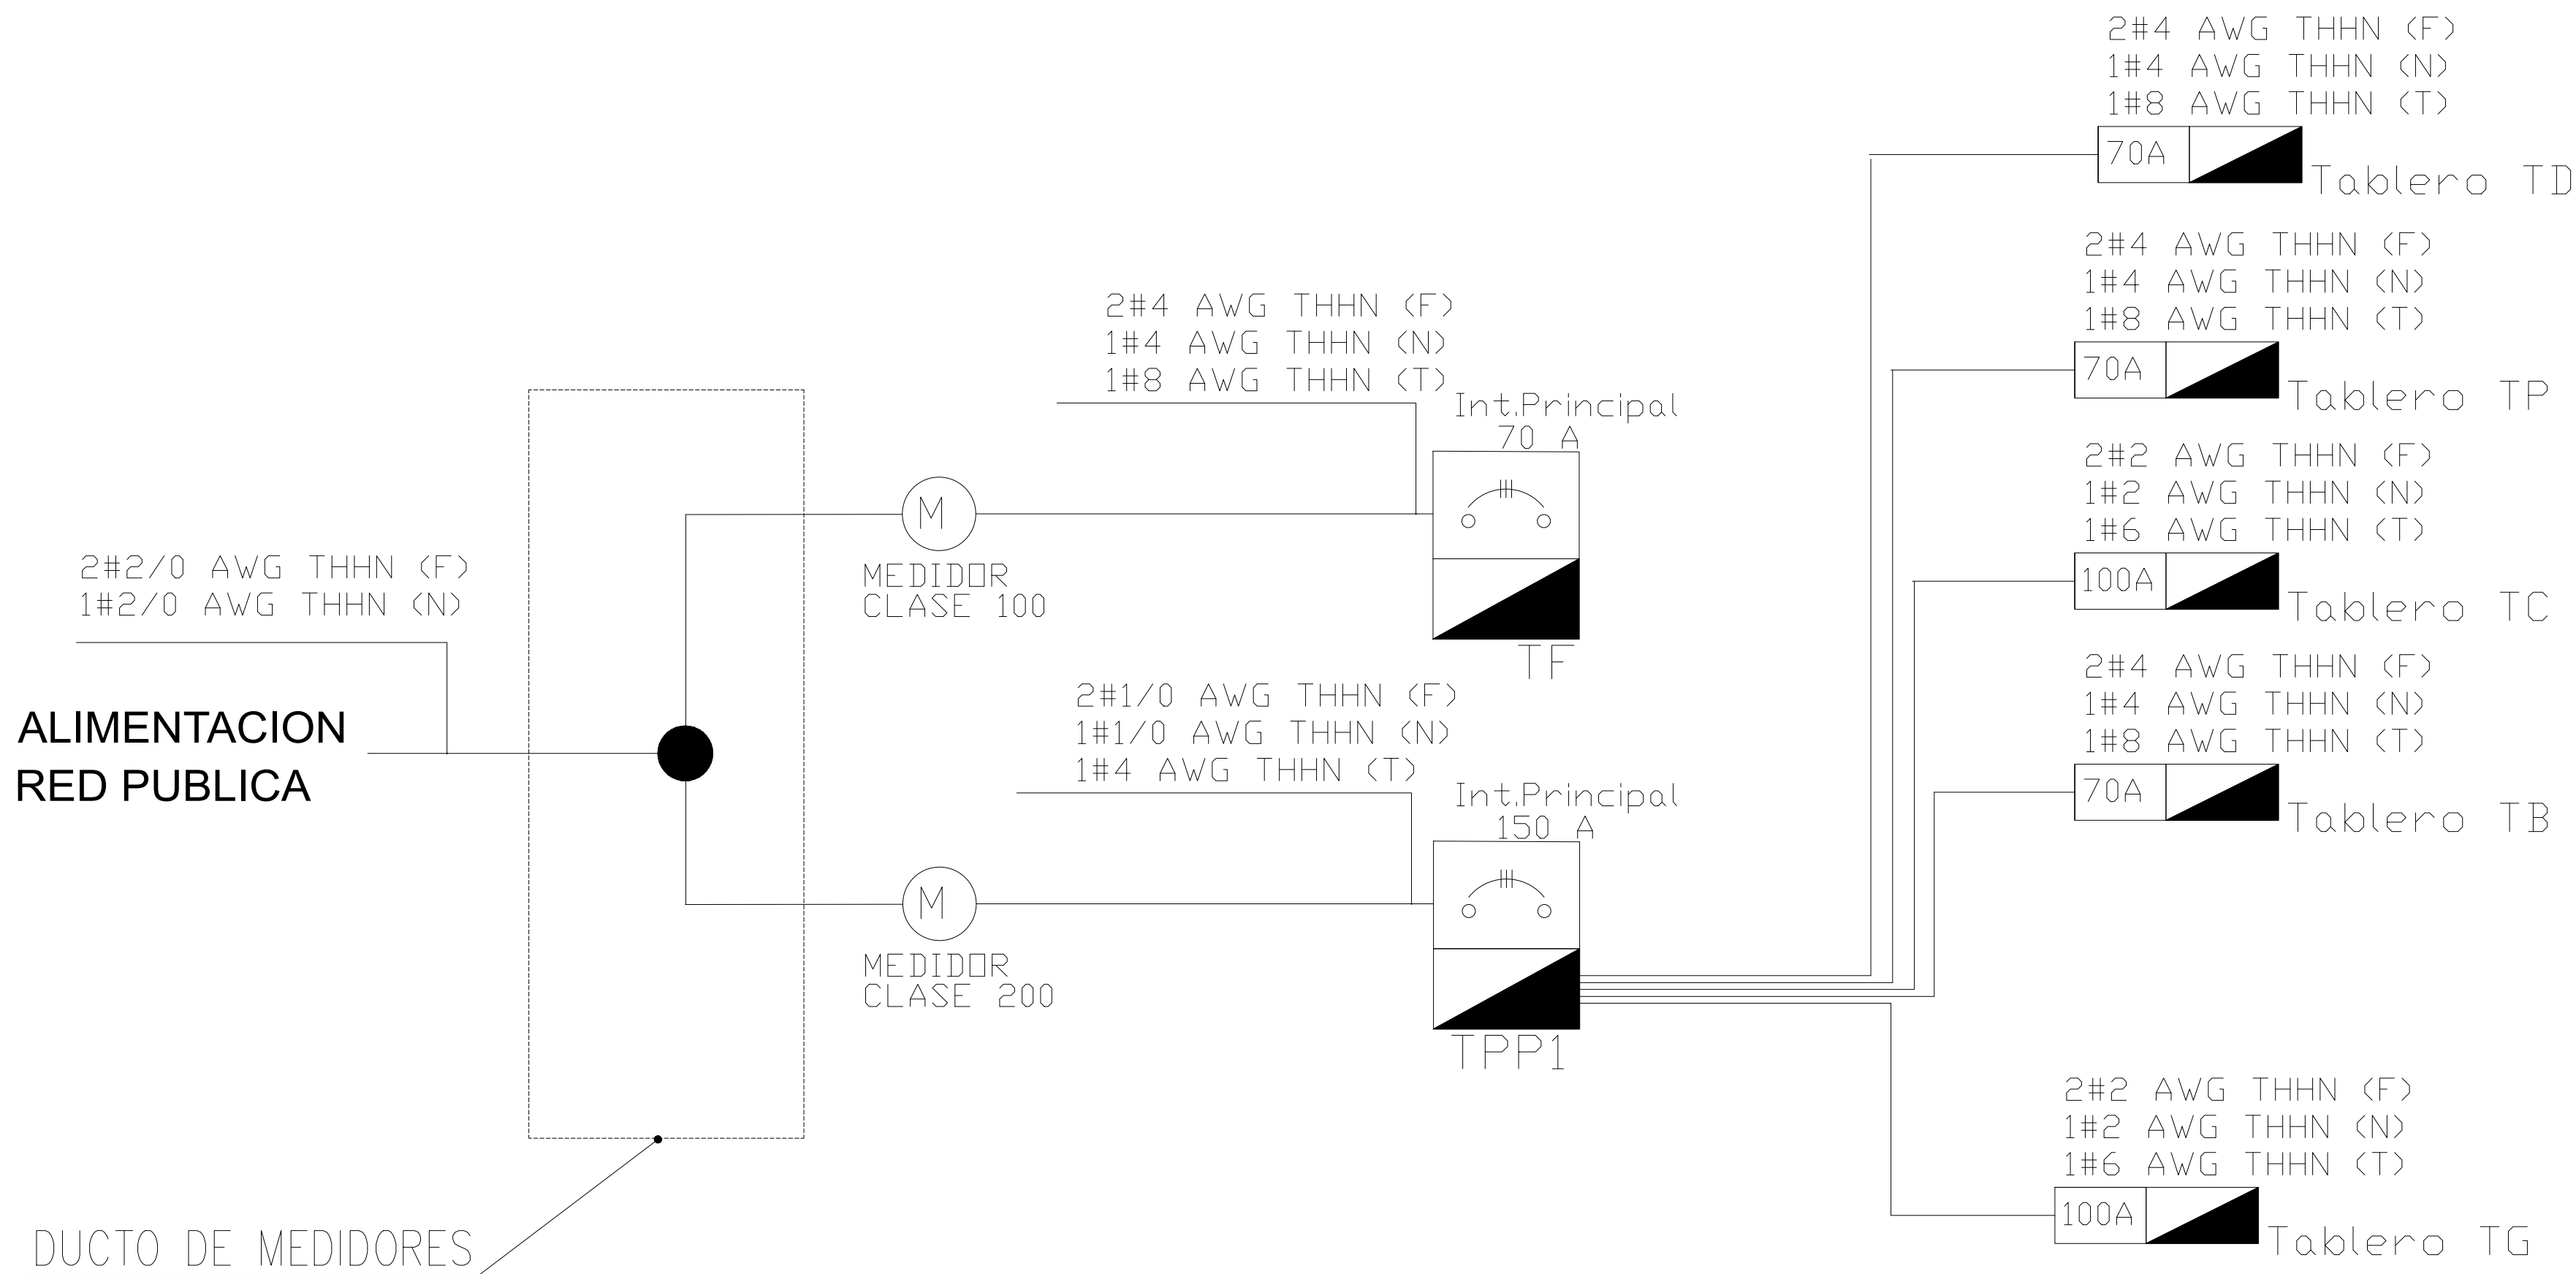 2#4 AWG THHN (F)
1#4 AWG THHN (N)
1#8 AWG THHN (T)
70A
Tablero TD
2#4 AWG THHN (F)
1#4 AWG THHN (N)
1#8 AWG THHN (T)
70A
Tablero TP
2#4 AWG THHN (F)
1#4 AWG THHN (N)
1#8 AWG THHN (T)
Int.Principal
70 A
M
MEDIDOR
CLASE 100
TF
2#2 AWG THHN (F)
1#2 AWG THHN (N)
1#6 AWG THHN (T)
100A
Tablero TC
2#2/0 AWG THHN (F)
1#2/0 AWG THHN (N)
ALIMENTACION
RED PUBLICA
2#1/0 AWG THHN (F)
1#1/0 AWG THHN (N)
1#4 AWG THHN (T)
Int.Principal
150 A
M
MEDIDOR
CLASE 200
TPP1
2#4 AWG THHN (F)
1#4 AWG THHN (N)
1#8 AWG THHN (T)
70A
Tablero TB
2#2 AWG THHN (F)
1#2 AWG THHN (N)
1#6 AWG THHN (T)
100A
Tablero TG
DUCTO DE MEDIDORES